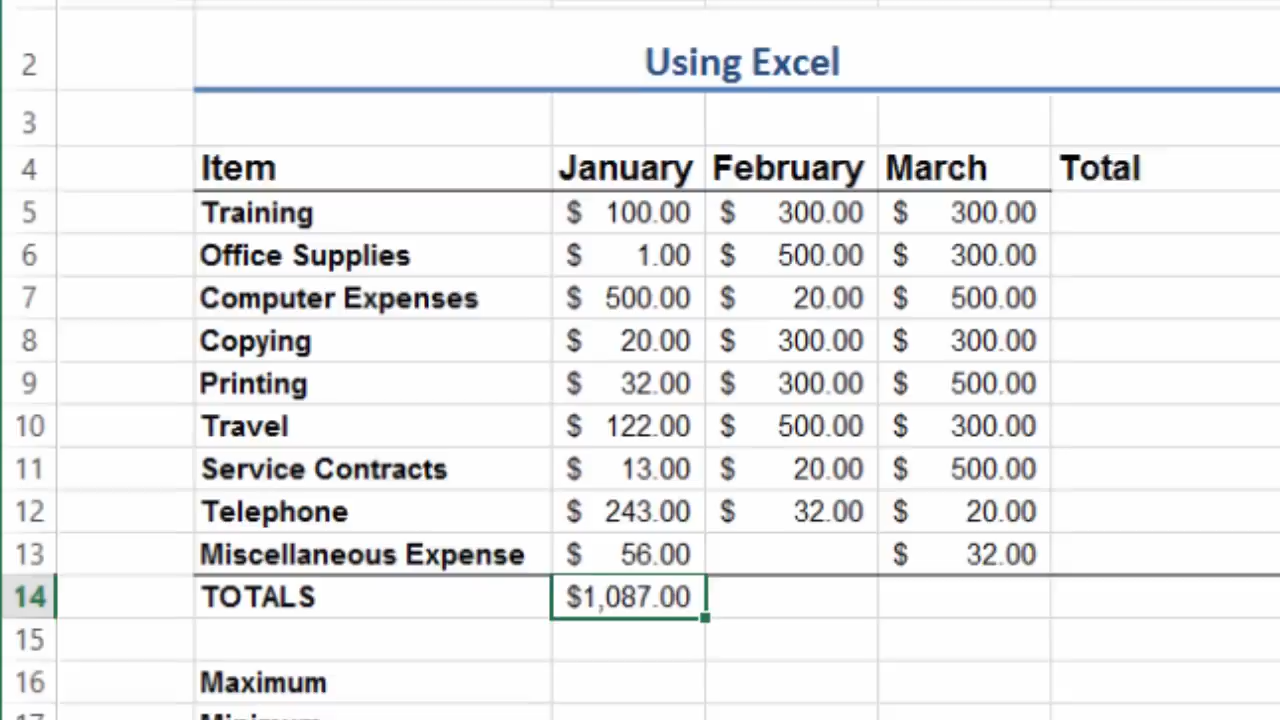 2 Using Excel
3
4 Item January February March Total
5 Training $ 100.00 $ 300.00 $ 300.00
6 Office Supplies $ 1.00 $ 500.00 $ 300.00
7 Computer Expenses $ 500.00 $ 20.00 $ 500.00
8 Copying $ 20.00 $ 300.00 $ 300.00
9 Printing $ 32.00 $ 300.00 $ 500.00
10 Travel $ 122.00 $ 500.00 $ 300.00
11 Service Contracts $ 13.00 $ 20.00 $ 500.00
12 Telephone $ 243.00 $ 32.00 $ 20.00
13 Miscellaneous Expense $ 56.00 $ 32.00
14 TOTALS $1,087.00
15
16 Maximum
17 Minimum